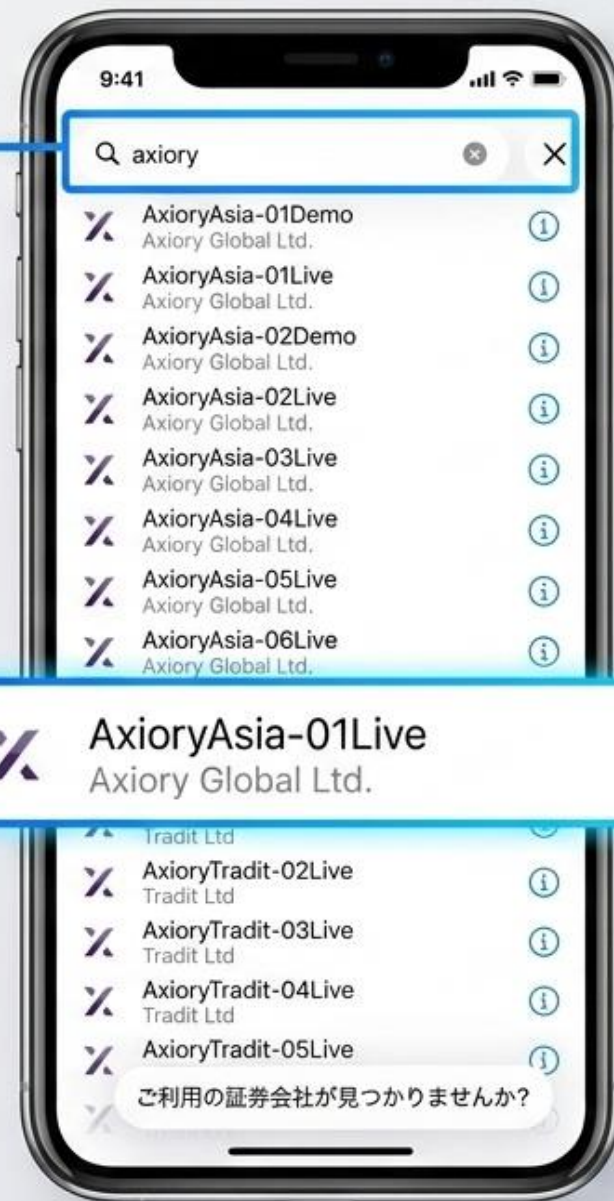 9:41
axiory
AxioryAsia-01Demo
Axiory Global Ltd.
AxioryAsia-01Live
Axiory Global Ltd.
AxioryAsia-02Demo
Axiory Global Ltd.
AxioryAsia-02Live
Axiory Global Ltd.
AxioryAsia-03Live
Axiory Global Ltd.
AxioryAsia-04Live
Axiory Global Ltd.
AxioryAsia-05Live
Axiory Global Ltd.
AxioryAsia-06Live
Axiory Global Ltd.
AxioryAsia-01Live
Axiory Global Ltd.
Tradit Ltd
AxioryTradit-02Live
Tradit Ltd
AxioryTradit-03Live
Tradit Ltd
AxioryTradit-04Live
Tradit Ltd
AxioryTradit-05Live
ご利用の証券会社が見つかりませんか?